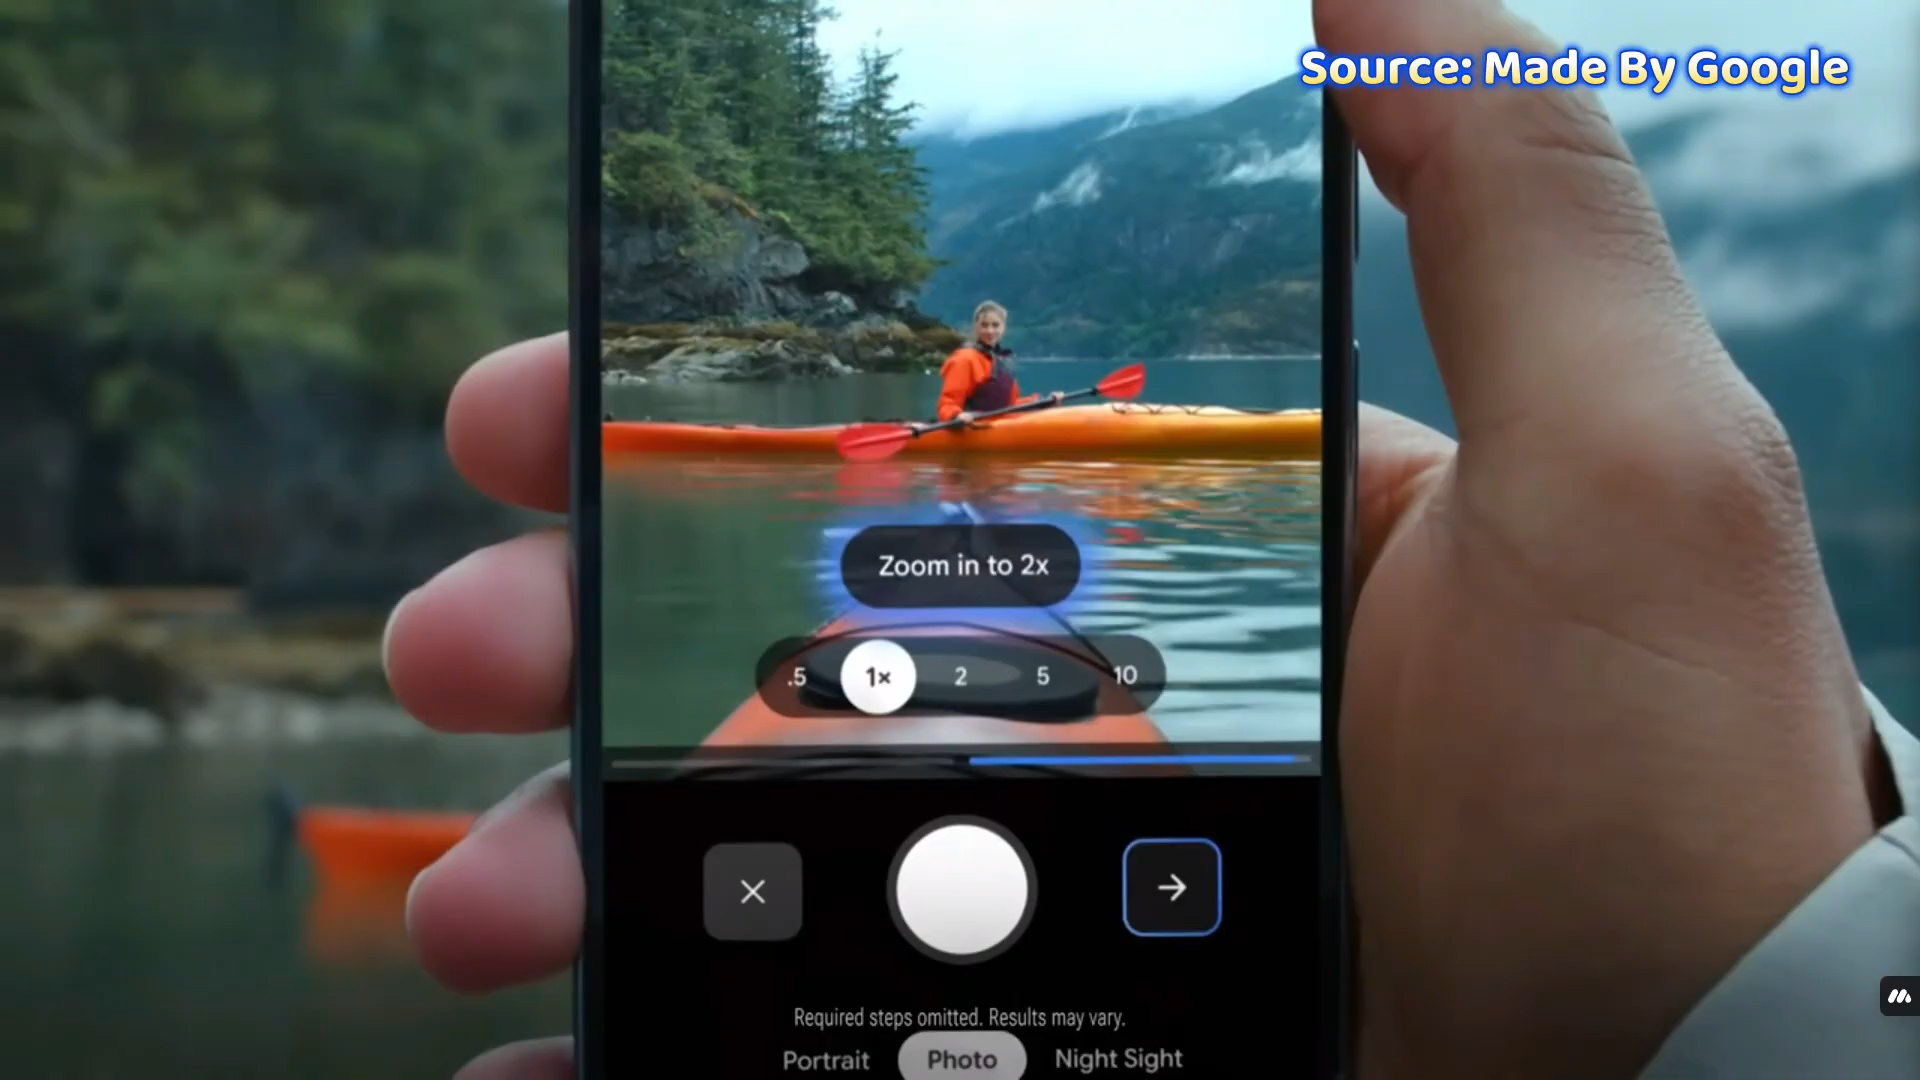 Source: Made By Google
Zoom in to 2x
.5 1× 2 5 10
Required steps omitted. Results may vary.
Portrait Photo Night Sight